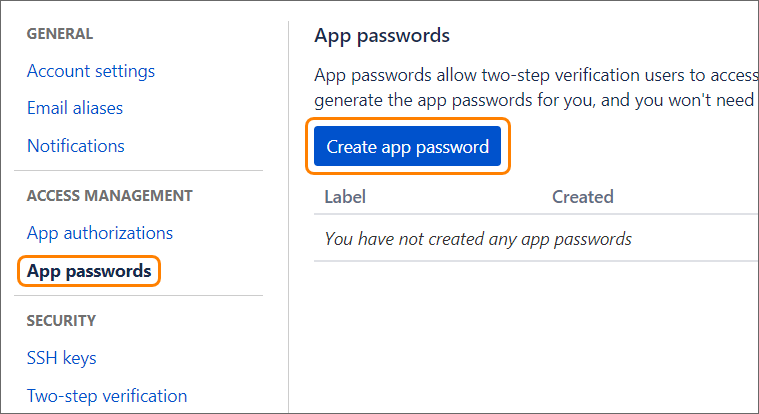 GENERAL
Account settings
Email aliases
Notifications
ACCESS MANAGEMENT
App authorizations
App passwords
SECURITY
SSH keys
Two-step verification
App passwords
App passwords allow two-step verification users to access
generate the app passwords for you, and you won't need
Create app password
Label Created
You have not created any app passwords